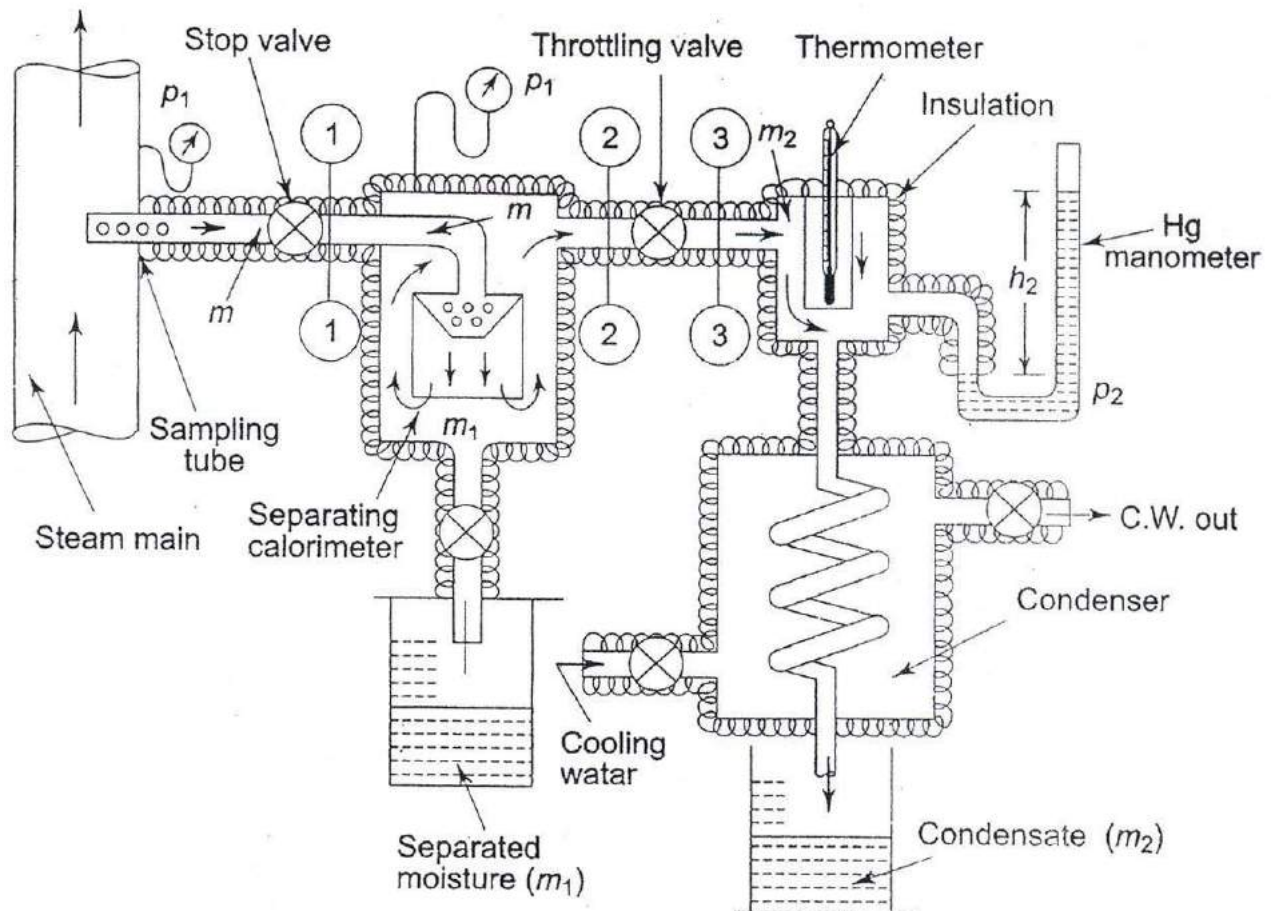 Stop valve
Throttling valve
Thermometer
p1
p1
Insulation
1
2
3
m2
m
Hg
manometer
h2
m
1
2
3
p2
m1
Sampling
tube
Separating
calorimeter
Steam main
C.W. out
Condenser
Cooling
watar
Separated
moisture (m1)
Condensate (m2)